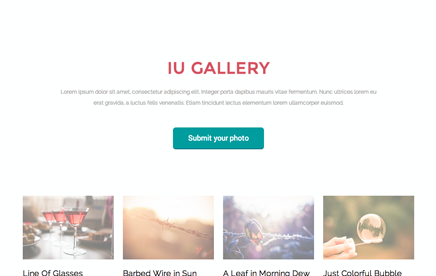 IU GALLERY
Lorem ipsum dolor sit amet, consectetur adipiscing elit. Integer porta dapibus mauris vitae fermentum. Nunc ultrices leo quam
erat gravida, a luctus felis venenatis. Etiam tincidunt lectus elementum lorem ullamcorper euismod.
Submit your photo
Line Of Glasses
Barbed Wire in Sun
A Leaf in Morning Dew
Just Colorful Bubble